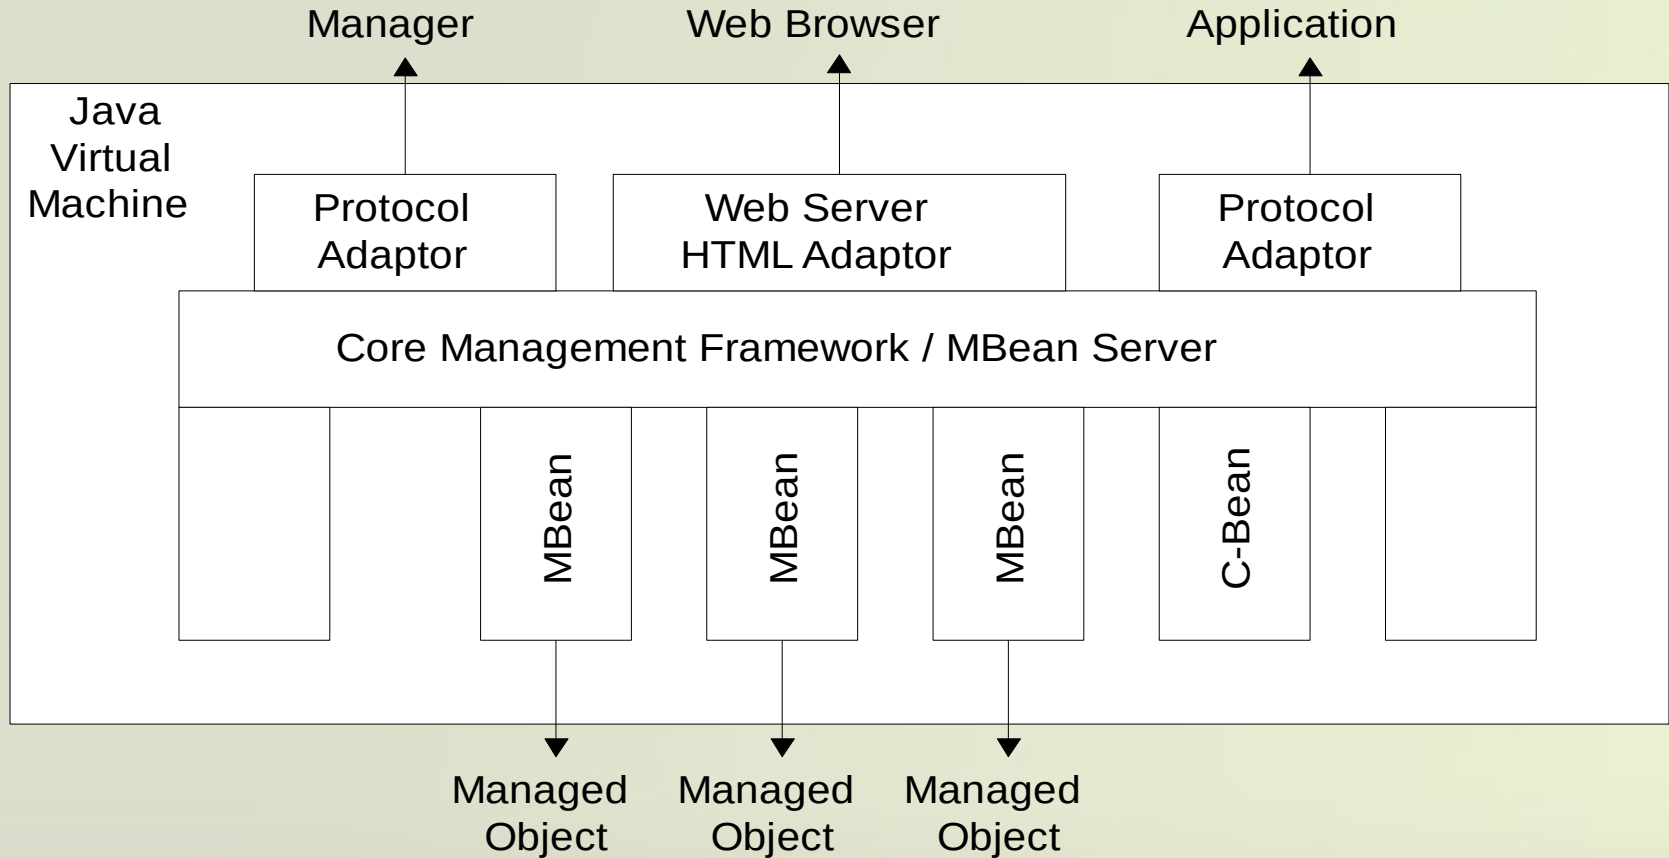 Manager
Web Browser
Application
Java
Virtual
Machine
Protocol
Adaptor
Web Server
HTML Adaptor
Protocol
Adaptor
Core Management Framework / MBean Server
MBean
MBean
MBean
C-Bean
Managed
Object
Managed
Object
Managed
Object